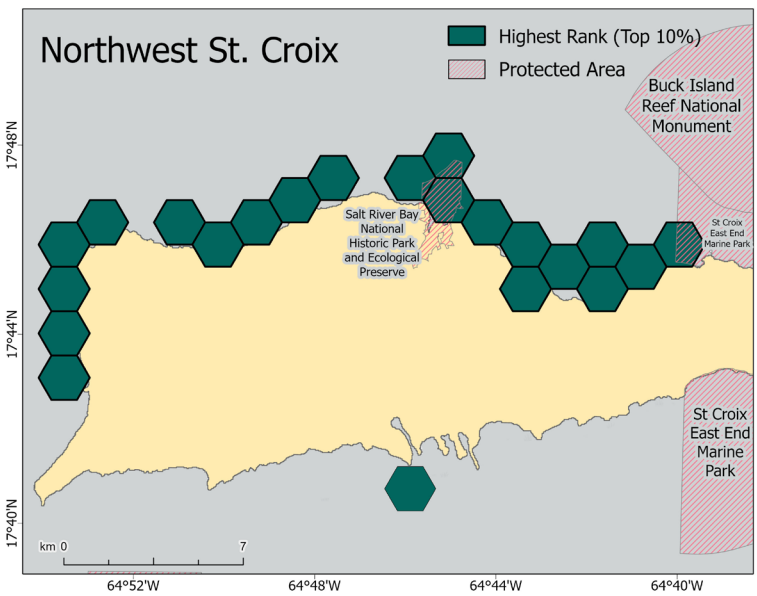 Northwest St. Croix
Highest Rank (Top 10%)
Protected Area
Buck Island
Reef National
Monument
17°48'N
Salt River Bay
National
Historic Park
and Ecological
Preserve
St Croix
East End
Marine Park
17°44'N
St Croix
East End
Marine
Park
17°40'N
km 0 7
64°52'W 64°48'W 64°44'W 64°40'W